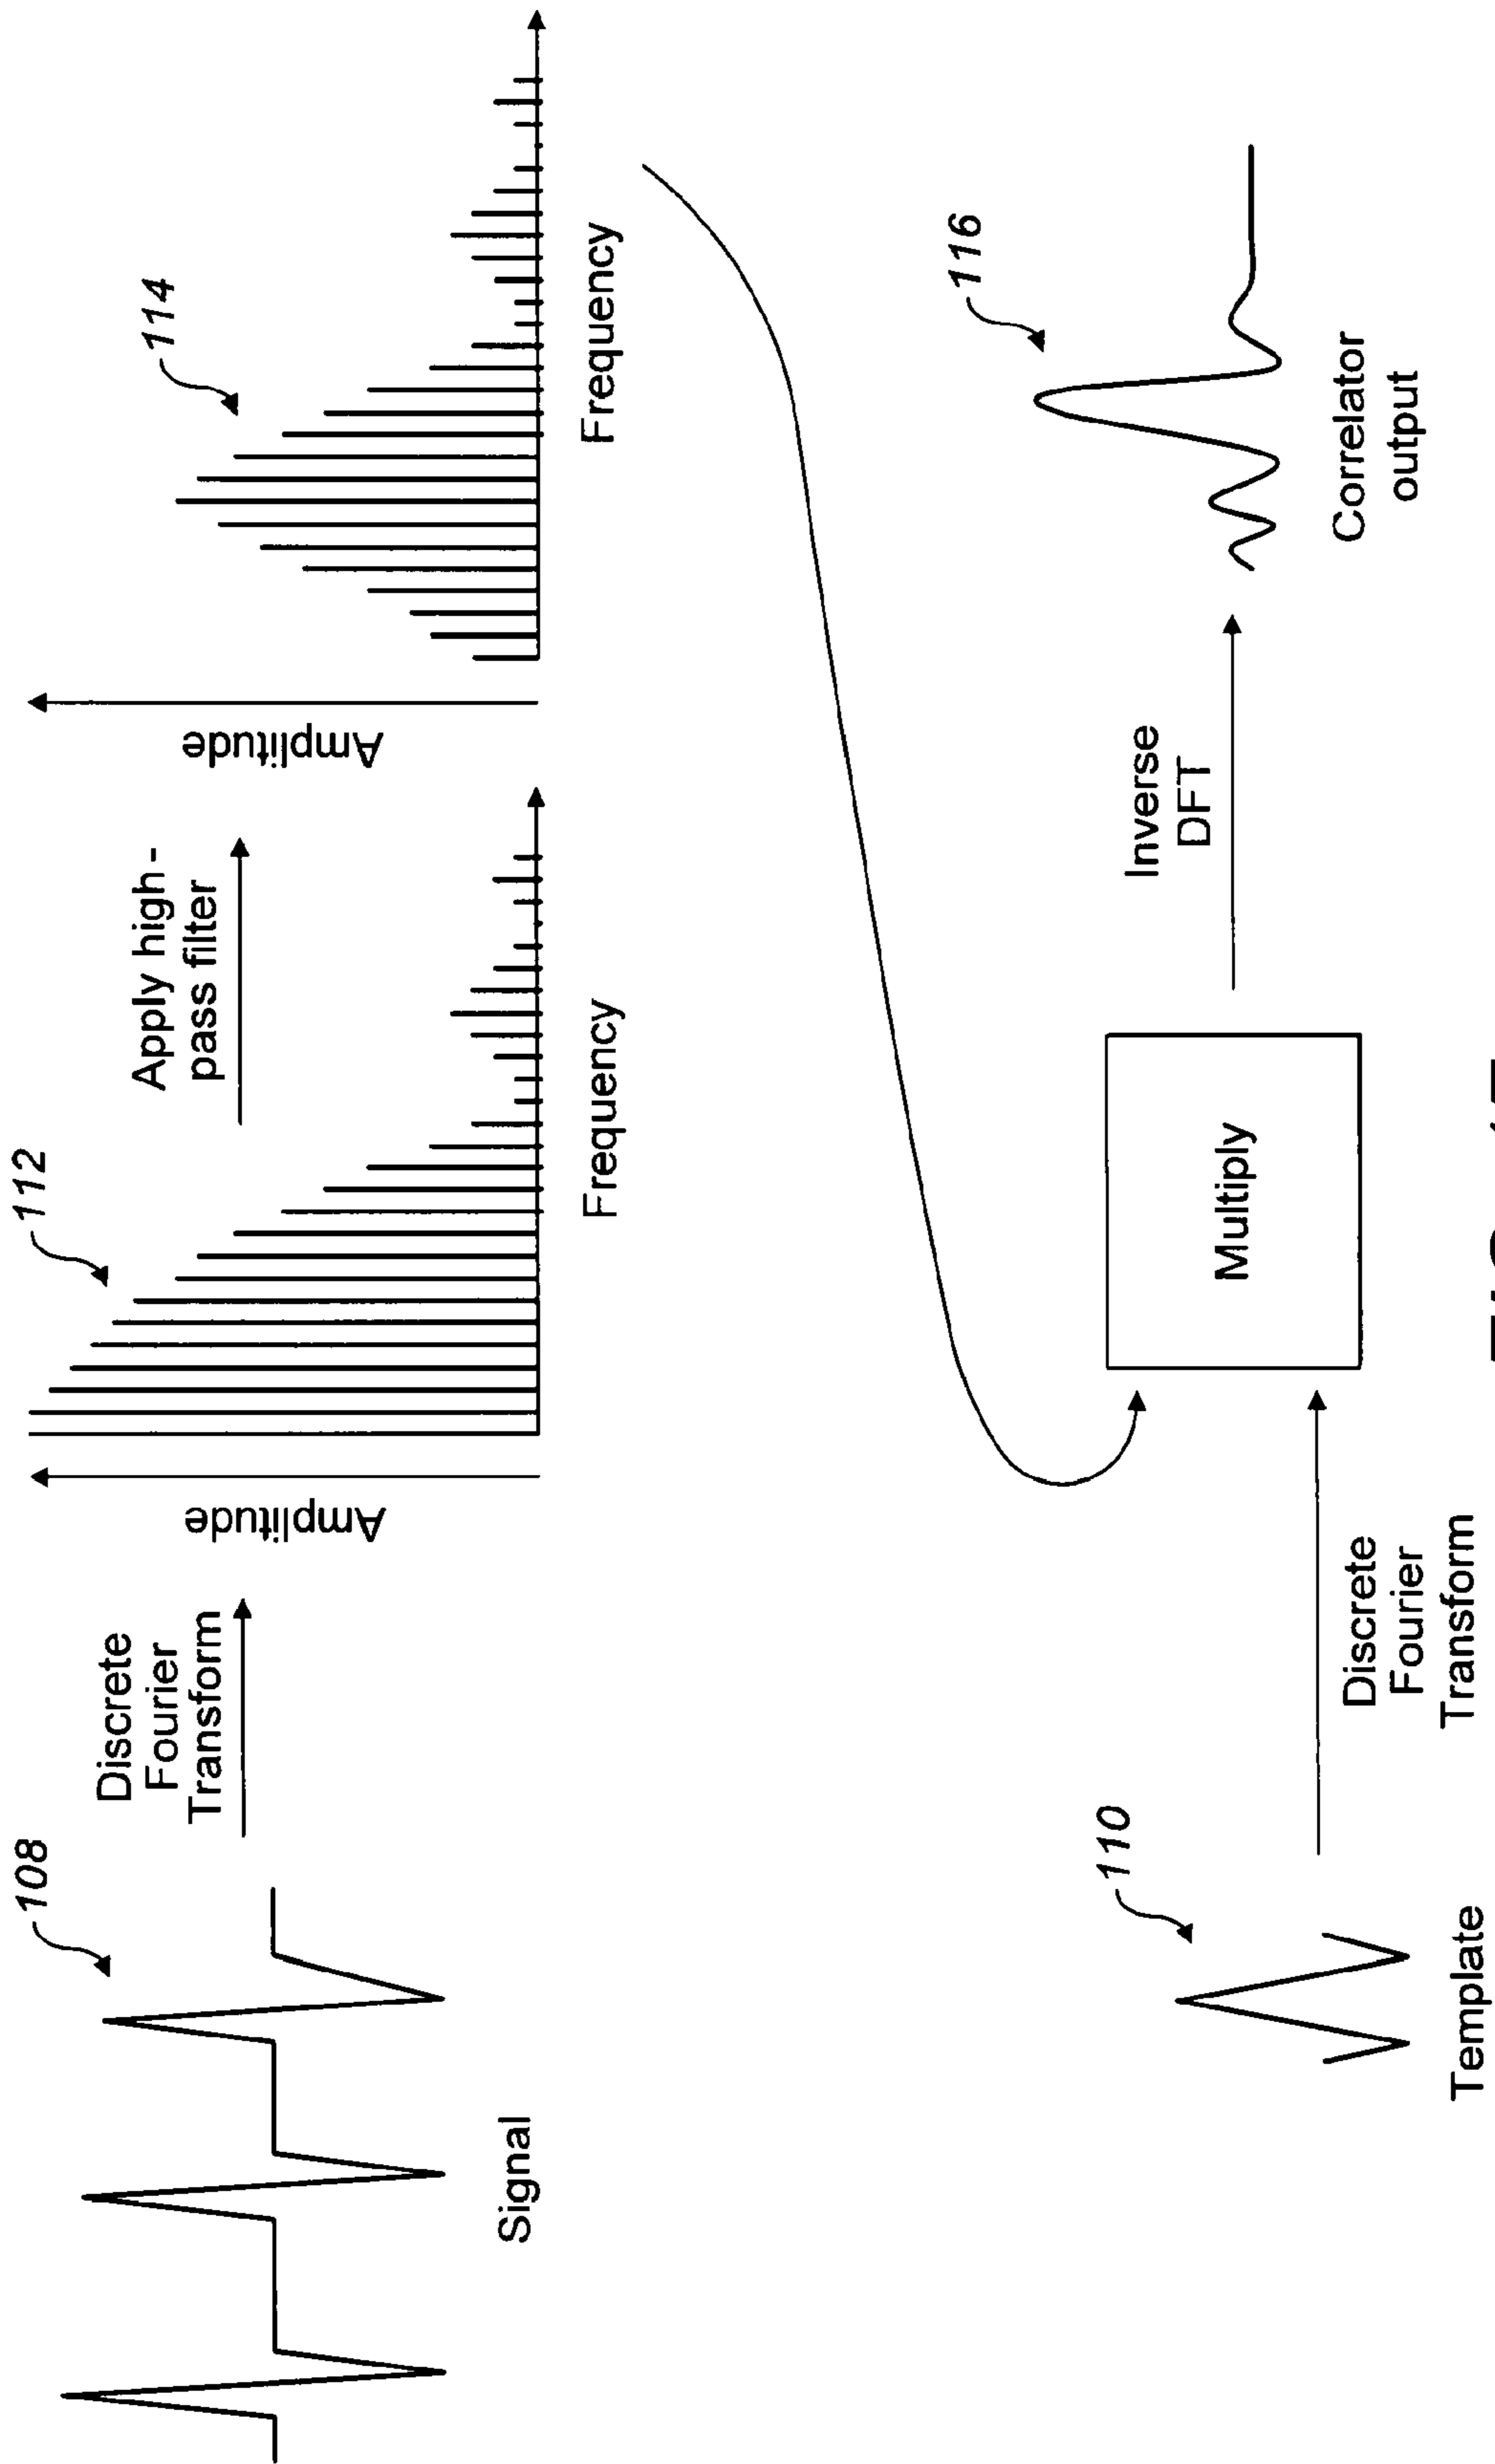 108
Signal
Discrete
Fourier
Transform
112
Amplitude
Frequency
Apply high-
pass filter
114
Amplitude
Frequency
110
Template
Discrete
Fourier
Transform
Multiply
Inverse
DFT
116
Correlator
output